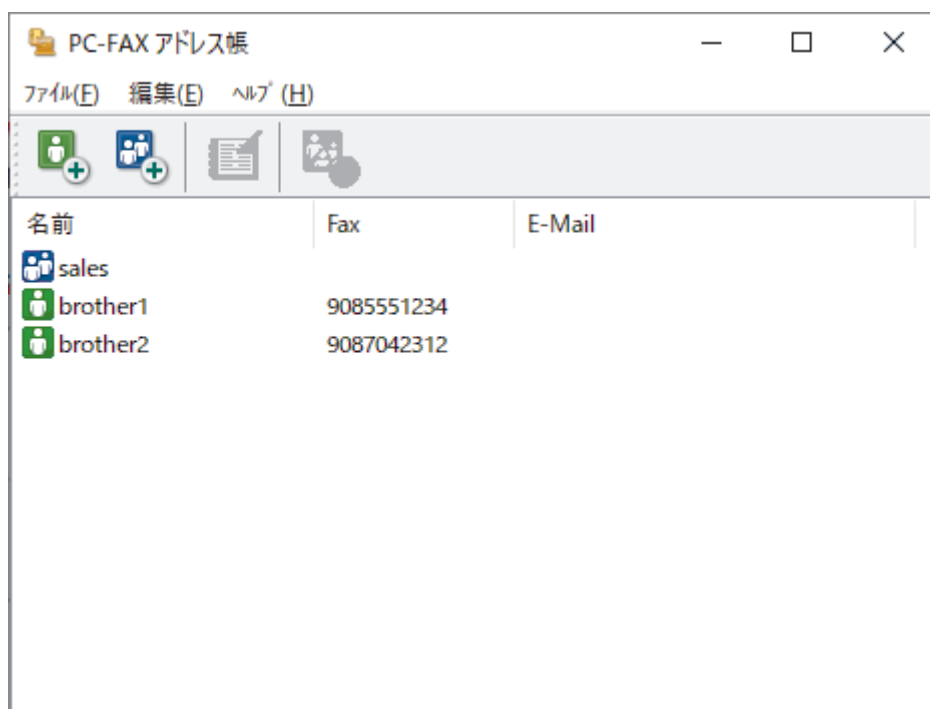 PC-FAX アドレス帳
ﾌｧｲﾙ(F) 編集(E) ﾍﾙﾌﾟ(H)
名前 Fax E-Mail
sales
brother1 9085551234
brother2 9087042312